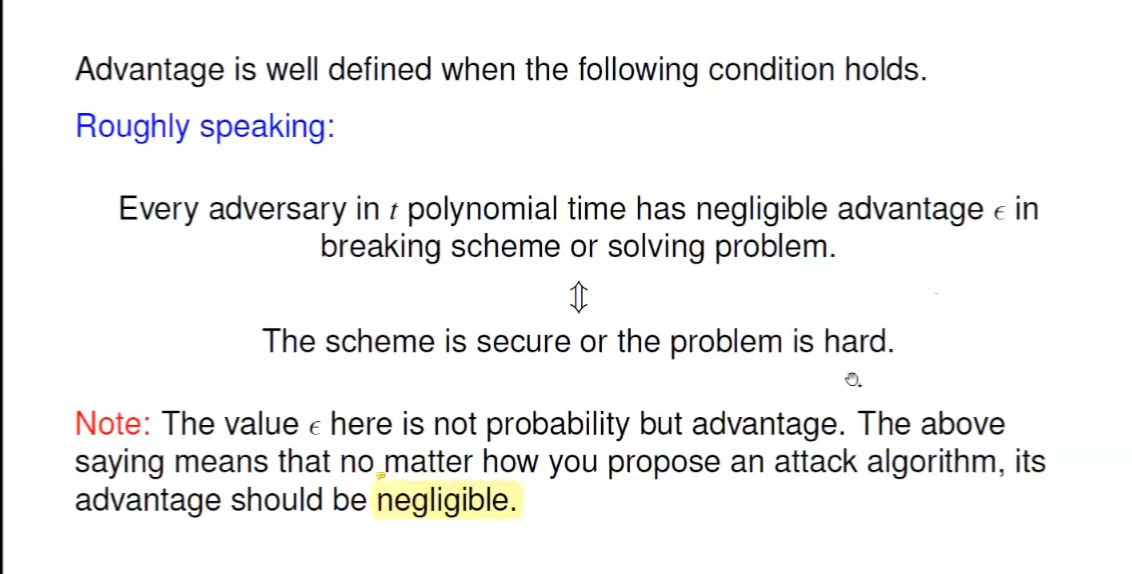 Advantage is well defined when the following condition holds.
Roughly speaking:
Every adversary in t polynomial time has negligible advantage ϵ in
breaking scheme or solving problem.
⇕
The scheme is secure or the problem is hard.
Note: The value ϵ here is not probability but advantage. The above
saying means that no matter how you propose an attack algorithm, its
advantage should be negligible.